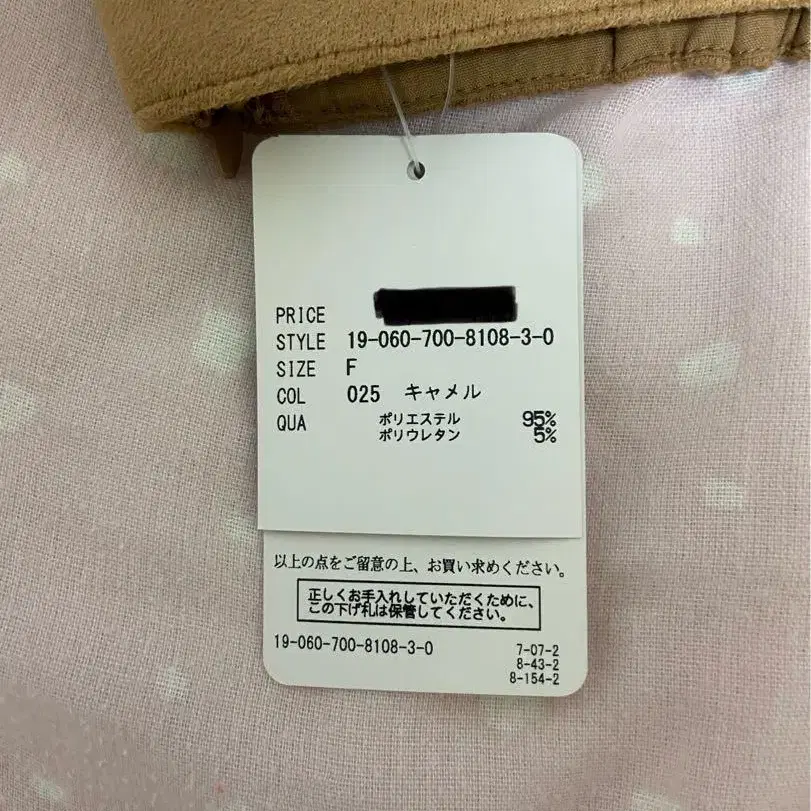 PRICE
STYLE 19-060-700-8108-3-0
SIZE F
COL 025 キャメル
QUA ポリエステル 95%
ポリウレタン 5%
以上の点をご留意の上、お買い求めください。
正しくお手入れしていただくために、
この下げ札は保管してください。
19-060-700-8108-3-0 7-07-2
8-43-2
8-154-2